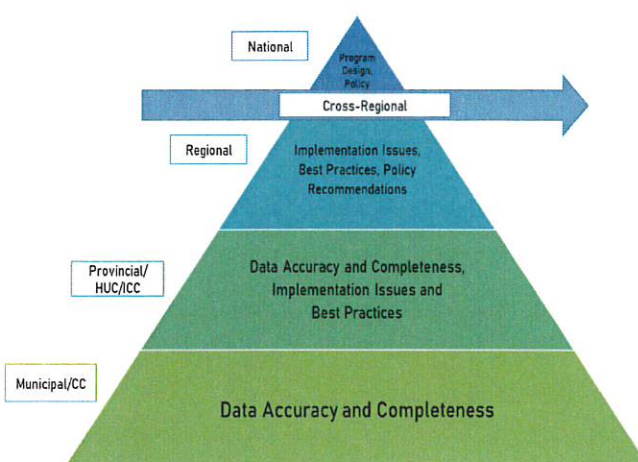 National
Program
Design,
Policy
Cross-Regional
Regional
Implementation Issues,
Best Practices, Policy
Recommendations
Provincial/
HUC/ICC
Data Accuracy and Completeness,
Implementation Issues and
Best Practices
Municipal/CC
Data Accuracy and Completeness